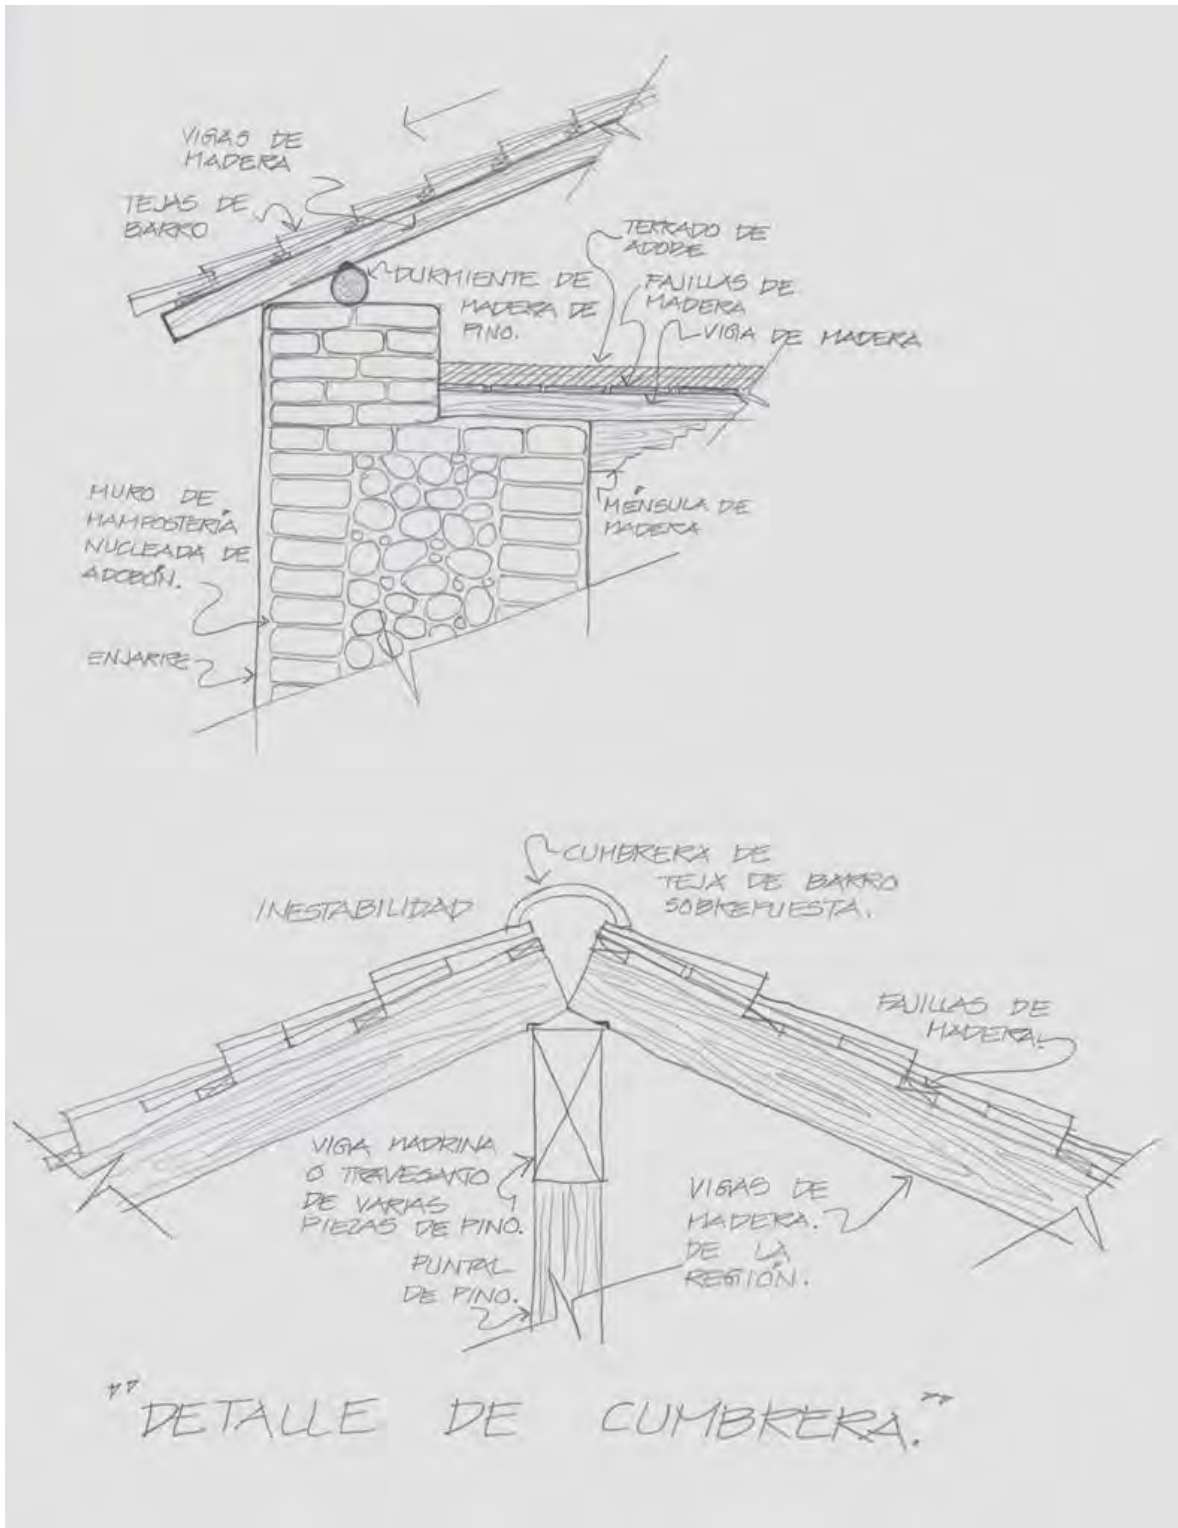 VIGAS DE
MADERA
TEJAS DE
BARRO
DURMIENTE DE
MADERA DE
PINO.
TERRADO DE
ADOBE
FAJILLAS DE
MADERA
VIGA DE MADERA
MÉNSULA DE
MADERA
MURO DE
MAMPOSTERÍA
NUCLEADA DE
ADOBÓN.
ENJARRE
CUMBRERA DE
TEJA DE BARRO
SOBREPUESTA.
INESTABILIDAD
FAJILLAS DE
MADERA.
VIGA MADRINA
O TRAVESAÑO
DE VARIAS
PIEZAS DE PINO.
PUNTAL
DE PINO.
VIGAS DE
MADERA.
DE LA
REGIÓN.
"DETALLE DE CUMBRERA."